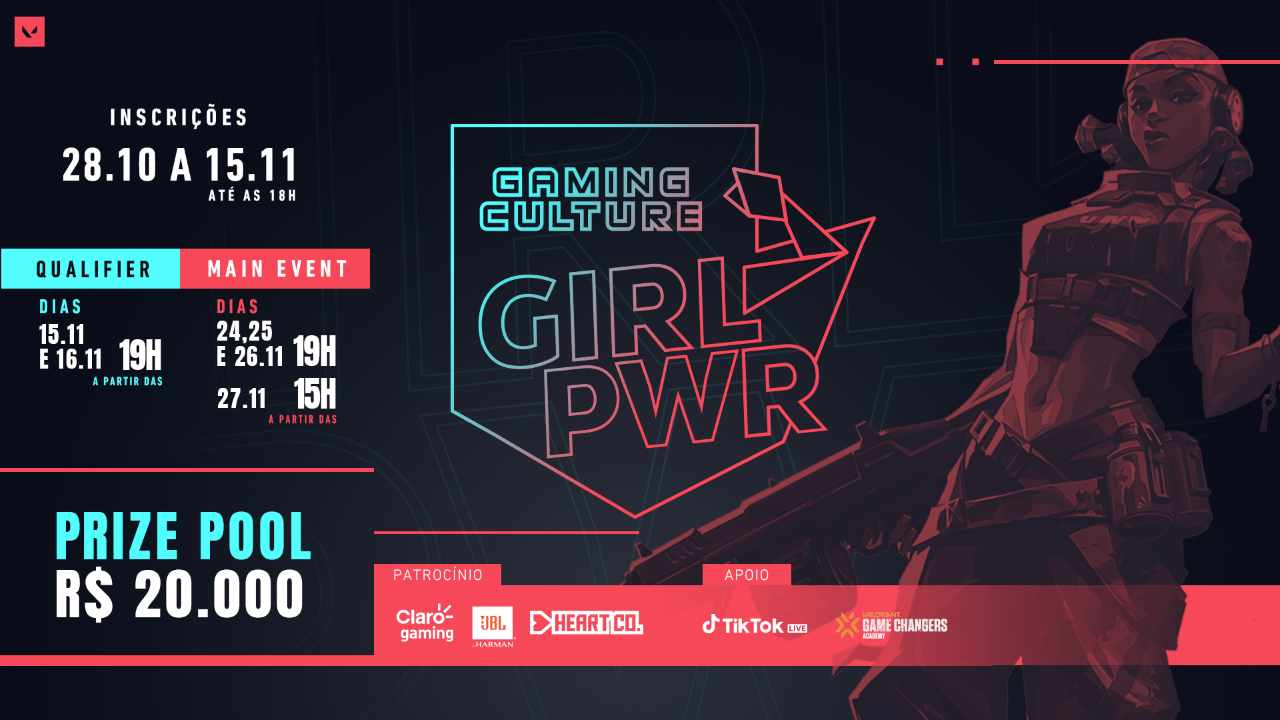 INSCRIÇÕES
28.10 A 15.11
ATÉ AS 18H
QUALIFIER
DIAS
15.11
E 16.11 19H
A PARTIR DAS
MAIN EVENT
DIAS
24,25
E 26.11 19H
27.11 15H
A PARTIR DAS
PRIZE POOL
R$ 20.000
GAMING
CULTURE
GIRL
PWR
PATROCÍNIO
Claro
gaming
JBL
by HARMAN
HEARTCO.
APOIO
TikTok LIVE
VALORANT
GAME CHANGERS
ACADEMY